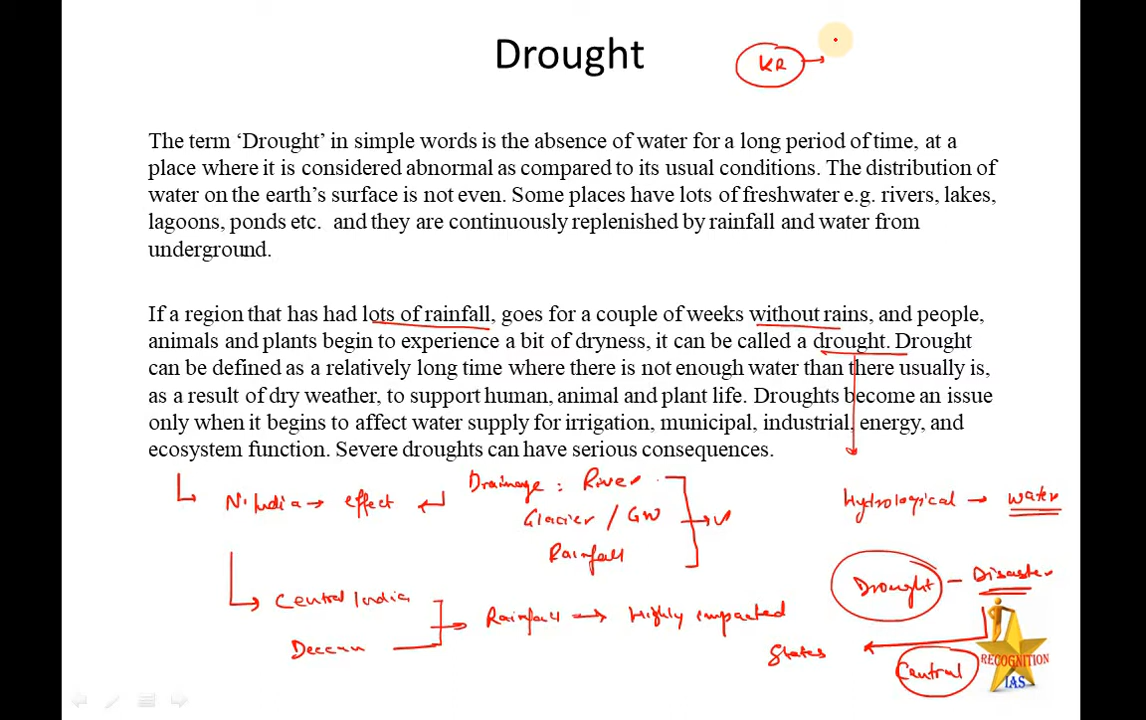 Drought
KR →
The term ‘Drought’ in simple words is the absence of water for a long period of time, at a
place where it is considered abnormal as compared to its usual conditions. The distribution of
water on the earth’s surface is not even. Some places have lots of freshwater e.g. rivers, lakes,
lagoons, ponds etc. and they are continuously replenished by rainfall and water from
underground.
If a region that has had lots of rainfall, goes for a couple of weeks without rains, and people,
animals and plants begin to experience a bit of dryness, it can be called a drought. Drought
can be defined as a relatively long time where there is not enough water than there usually is,
as a result of dry weather, to support human, animal and plant life. Droughts become an issue
only when it begins to affect water supply for irrigation, municipal, industrial, energy, and
ecosystem function. Severe droughts can have serious consequences.
Drainage : River
N. India → effect
Glacier / GW
Rainfall
Hydrological → water
Drought – Disaster
Central India
Deccan
Rainfall → Highly impacted
States
Central
RECOGNITION
IAS